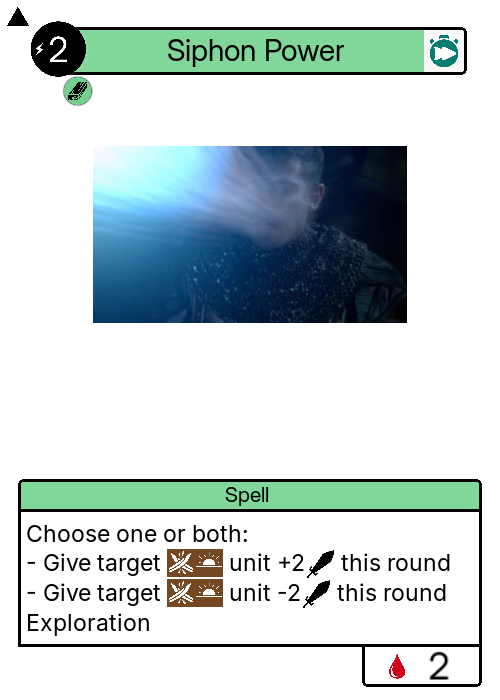 2
Siphon Power
Spell
Choose one or both:
- Give target unit +2 this round
- Give target unit -2 this round
Exploration
2